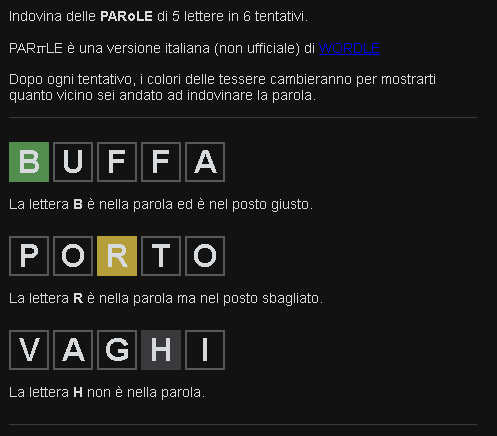 Indovina delle PARoLE di 5 lettere in 6 tentativi.
PARπLE è una versione italiana (non ufficiale) di WORDLE
Dopo ogni tentativo, i colori delle tessere cambieranno per mostrarti
quanto vicino sei andato ad indovinare la parola.
B U F F A
La lettera B è nella parola ed è nel posto giusto.
P O R T O
La lettera R è nella parola ma nel posto sbagliato.
V A G H I
La lettera H non è nella parola.